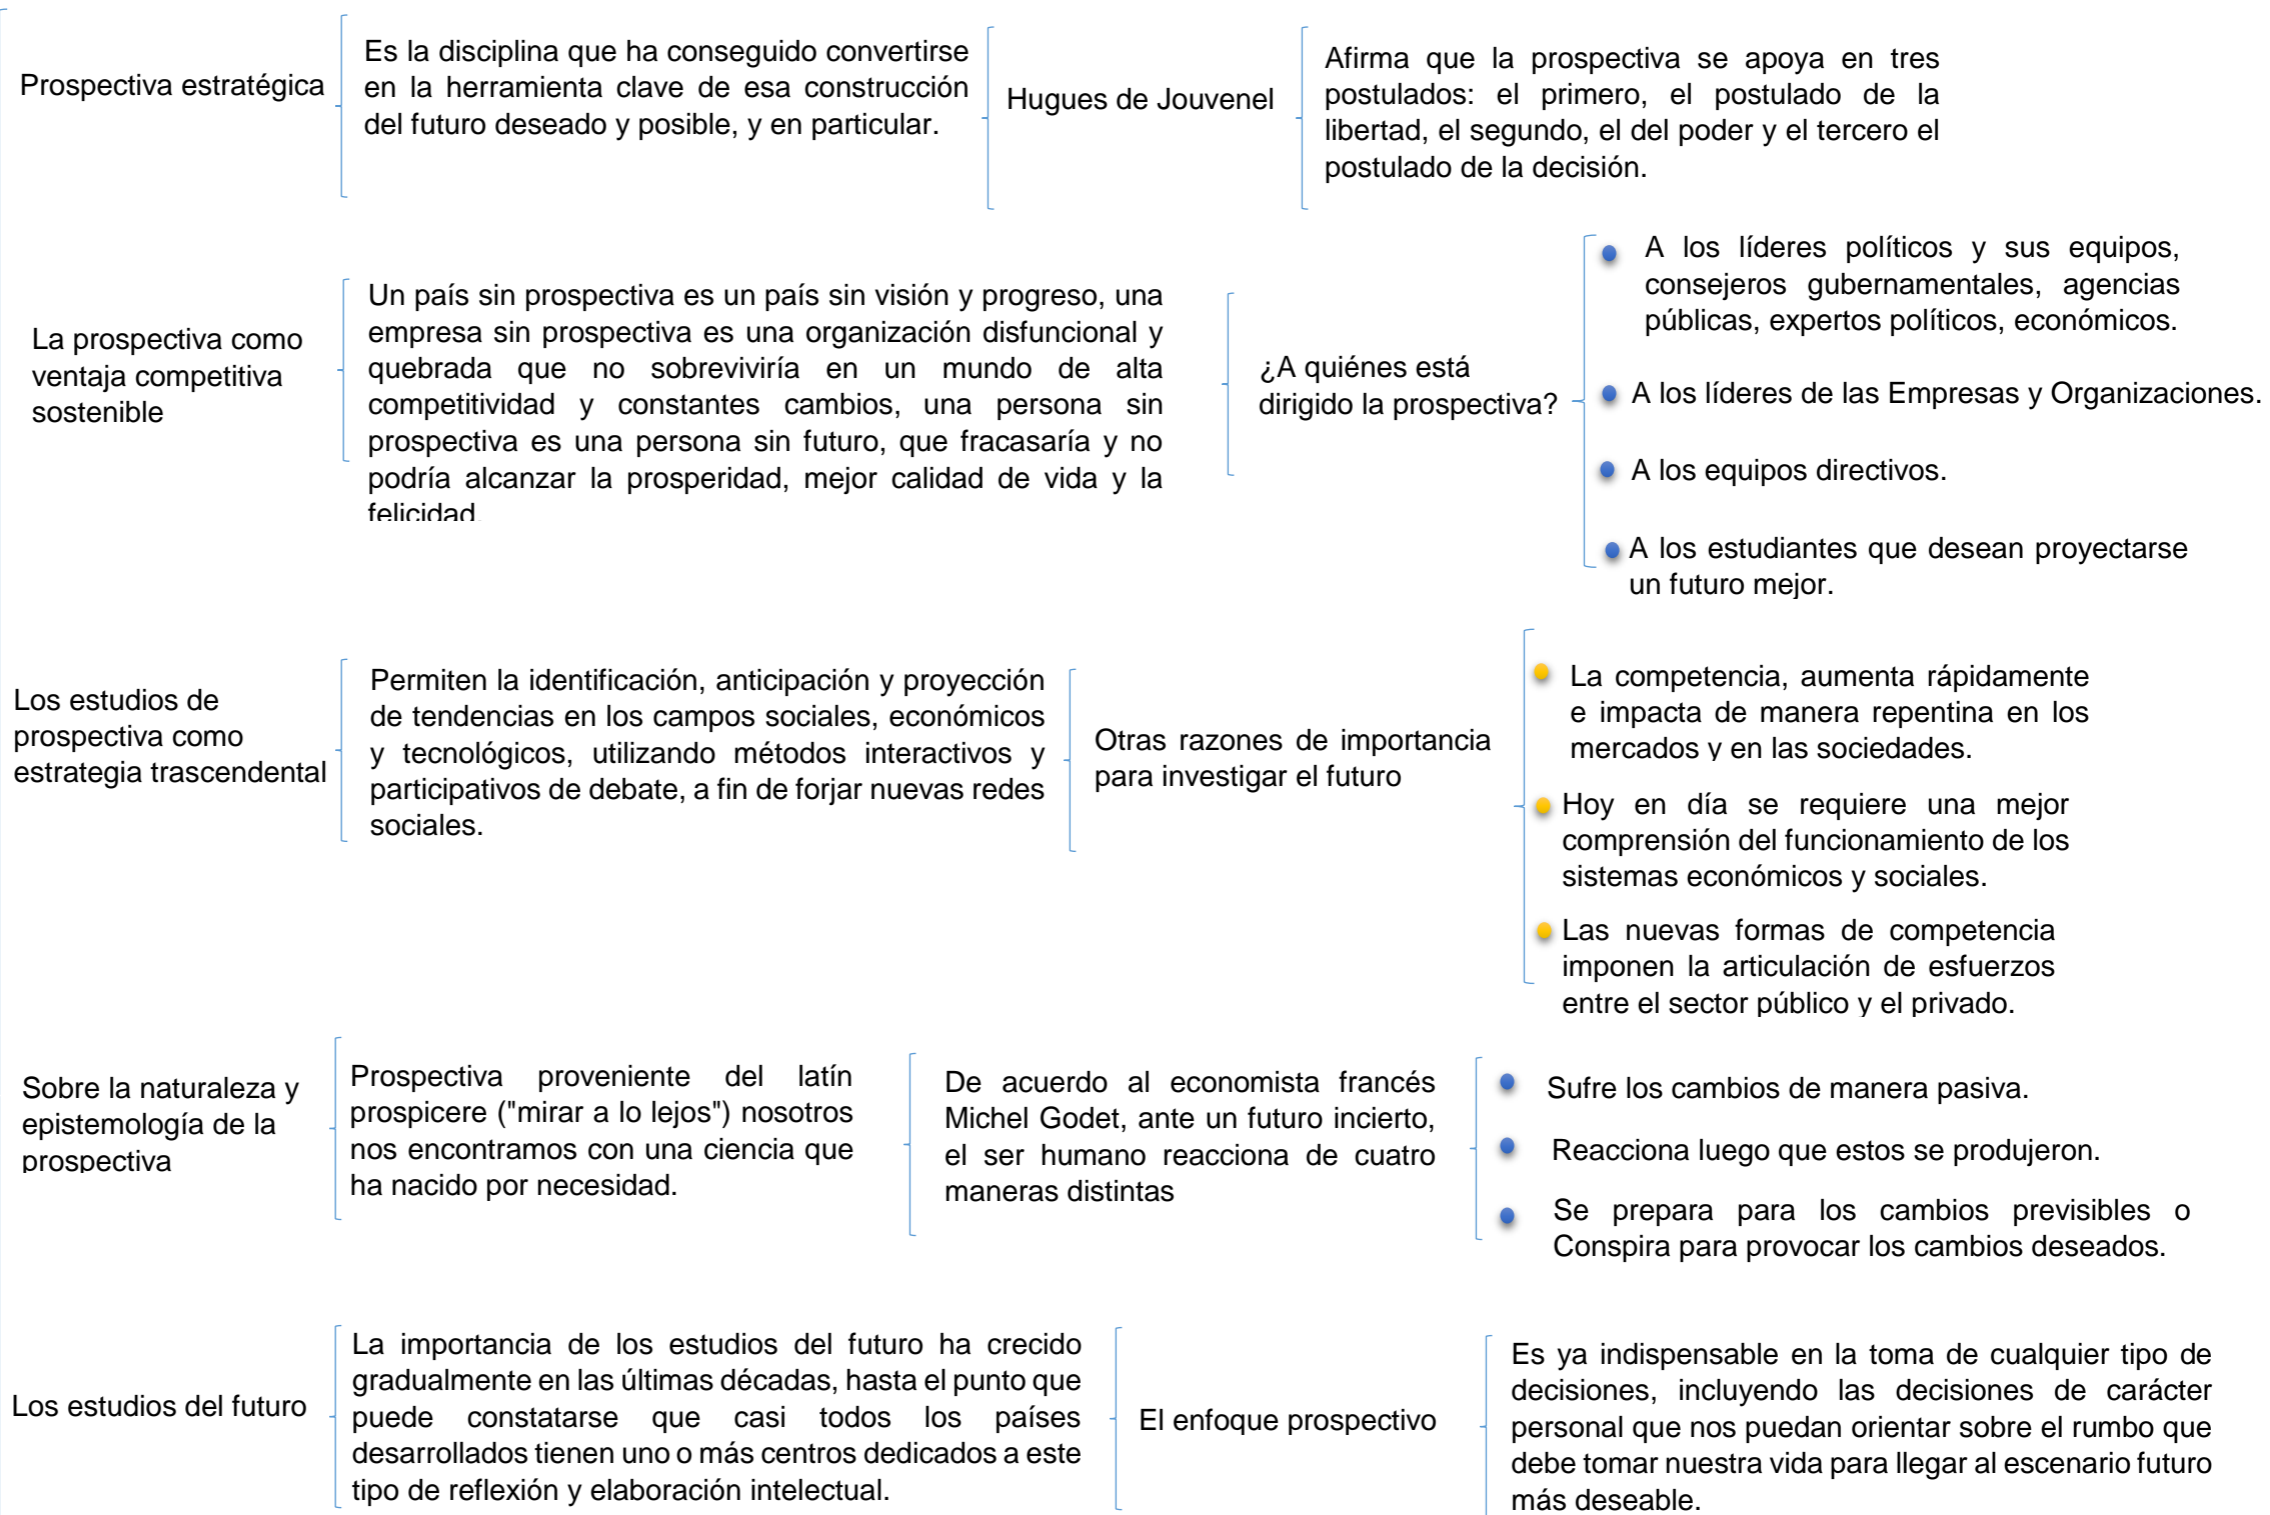 Prospectiva estratégica
Es la disciplina que ha conseguido convertirse
en la herramienta clave de esa construcción
del futuro deseado y posible, y en particular.
Hugues de Jouvenel
Afirma que la prospectiva se apoya en tres
postulados: el primero, el postulado de la
libertad, el segundo, el del poder y el tercero el
postulado de la decisión.
La prospectiva como
ventaja competitiva
sostenible
Un país sin prospectiva es un país sin visión y progreso, una
empresa sin prospectiva es una organización disfuncional y
quebrada que no sobreviviría en un mundo de alta
competitividad y constantes cambios, una persona sin
prospectiva es una persona sin futuro, que fracasaría y no
podría alcanzar la prosperidad, mejor calidad de vida y la
felicidad.
¿A quiénes está
dirigido la prospectiva?
A los líderes políticos y sus equipos,
consejeros gubernamentales, agencias
públicas, expertos políticos, económicos.
A los líderes de las Empresas y Organizaciones.
A los equipos directivos.
A los estudiantes que desean proyectarse
un futuro mejor.
Los estudios de
prospectiva como
estrategia trascendental
Permiten la identificación, anticipación y proyección
de tendencias en los campos sociales, económicos
y tecnológicos, utilizando métodos interactivos y
participativos de debate, a fin de forjar nuevas redes
sociales.
Otras razones de importancia
para investigar el futuro
La competencia, aumenta rápidamente
e impacta de manera repentina en los
mercados y en las sociedades.
Hoy en día se requiere una mejor
comprensión del funcionamiento de los
sistemas económicos y sociales.
Las nuevas formas de competencia
imponen la articulación de esfuerzos
entre el sector público y el privado.
Sobre la naturaleza y
epistemología de la
prospectiva
Prospectiva proveniente del latín
prospicere ("mirar a lo lejos") nosotros
nos encontramos con una ciencia que
ha nacido por necesidad.
De acuerdo al economista francés
Michel Godet, ante un futuro incierto,
el ser humano reacciona de cuatro
maneras distintas
Sufre los cambios de manera pasiva.
Reacciona luego que estos se produjeron.
Se prepara para los cambios previsibles o
Conspira para provocar los cambios deseados.
Los estudios del futuro
La importancia de los estudios del futuro ha crecido
gradualmente en las últimas décadas, hasta el punto que
puede constatarse que casi todos los países
desarrollados tienen uno o más centros dedicados a este
tipo de reflexión y elaboración intelectual.
El enfoque prospectivo
Es ya indispensable en la toma de cualquier tipo de
decisiones, incluyendo las decisiones de carácter
personal que nos puedan orientar sobre el rumbo que
debe tomar nuestra vida para llegar al escenario futuro
más deseable.